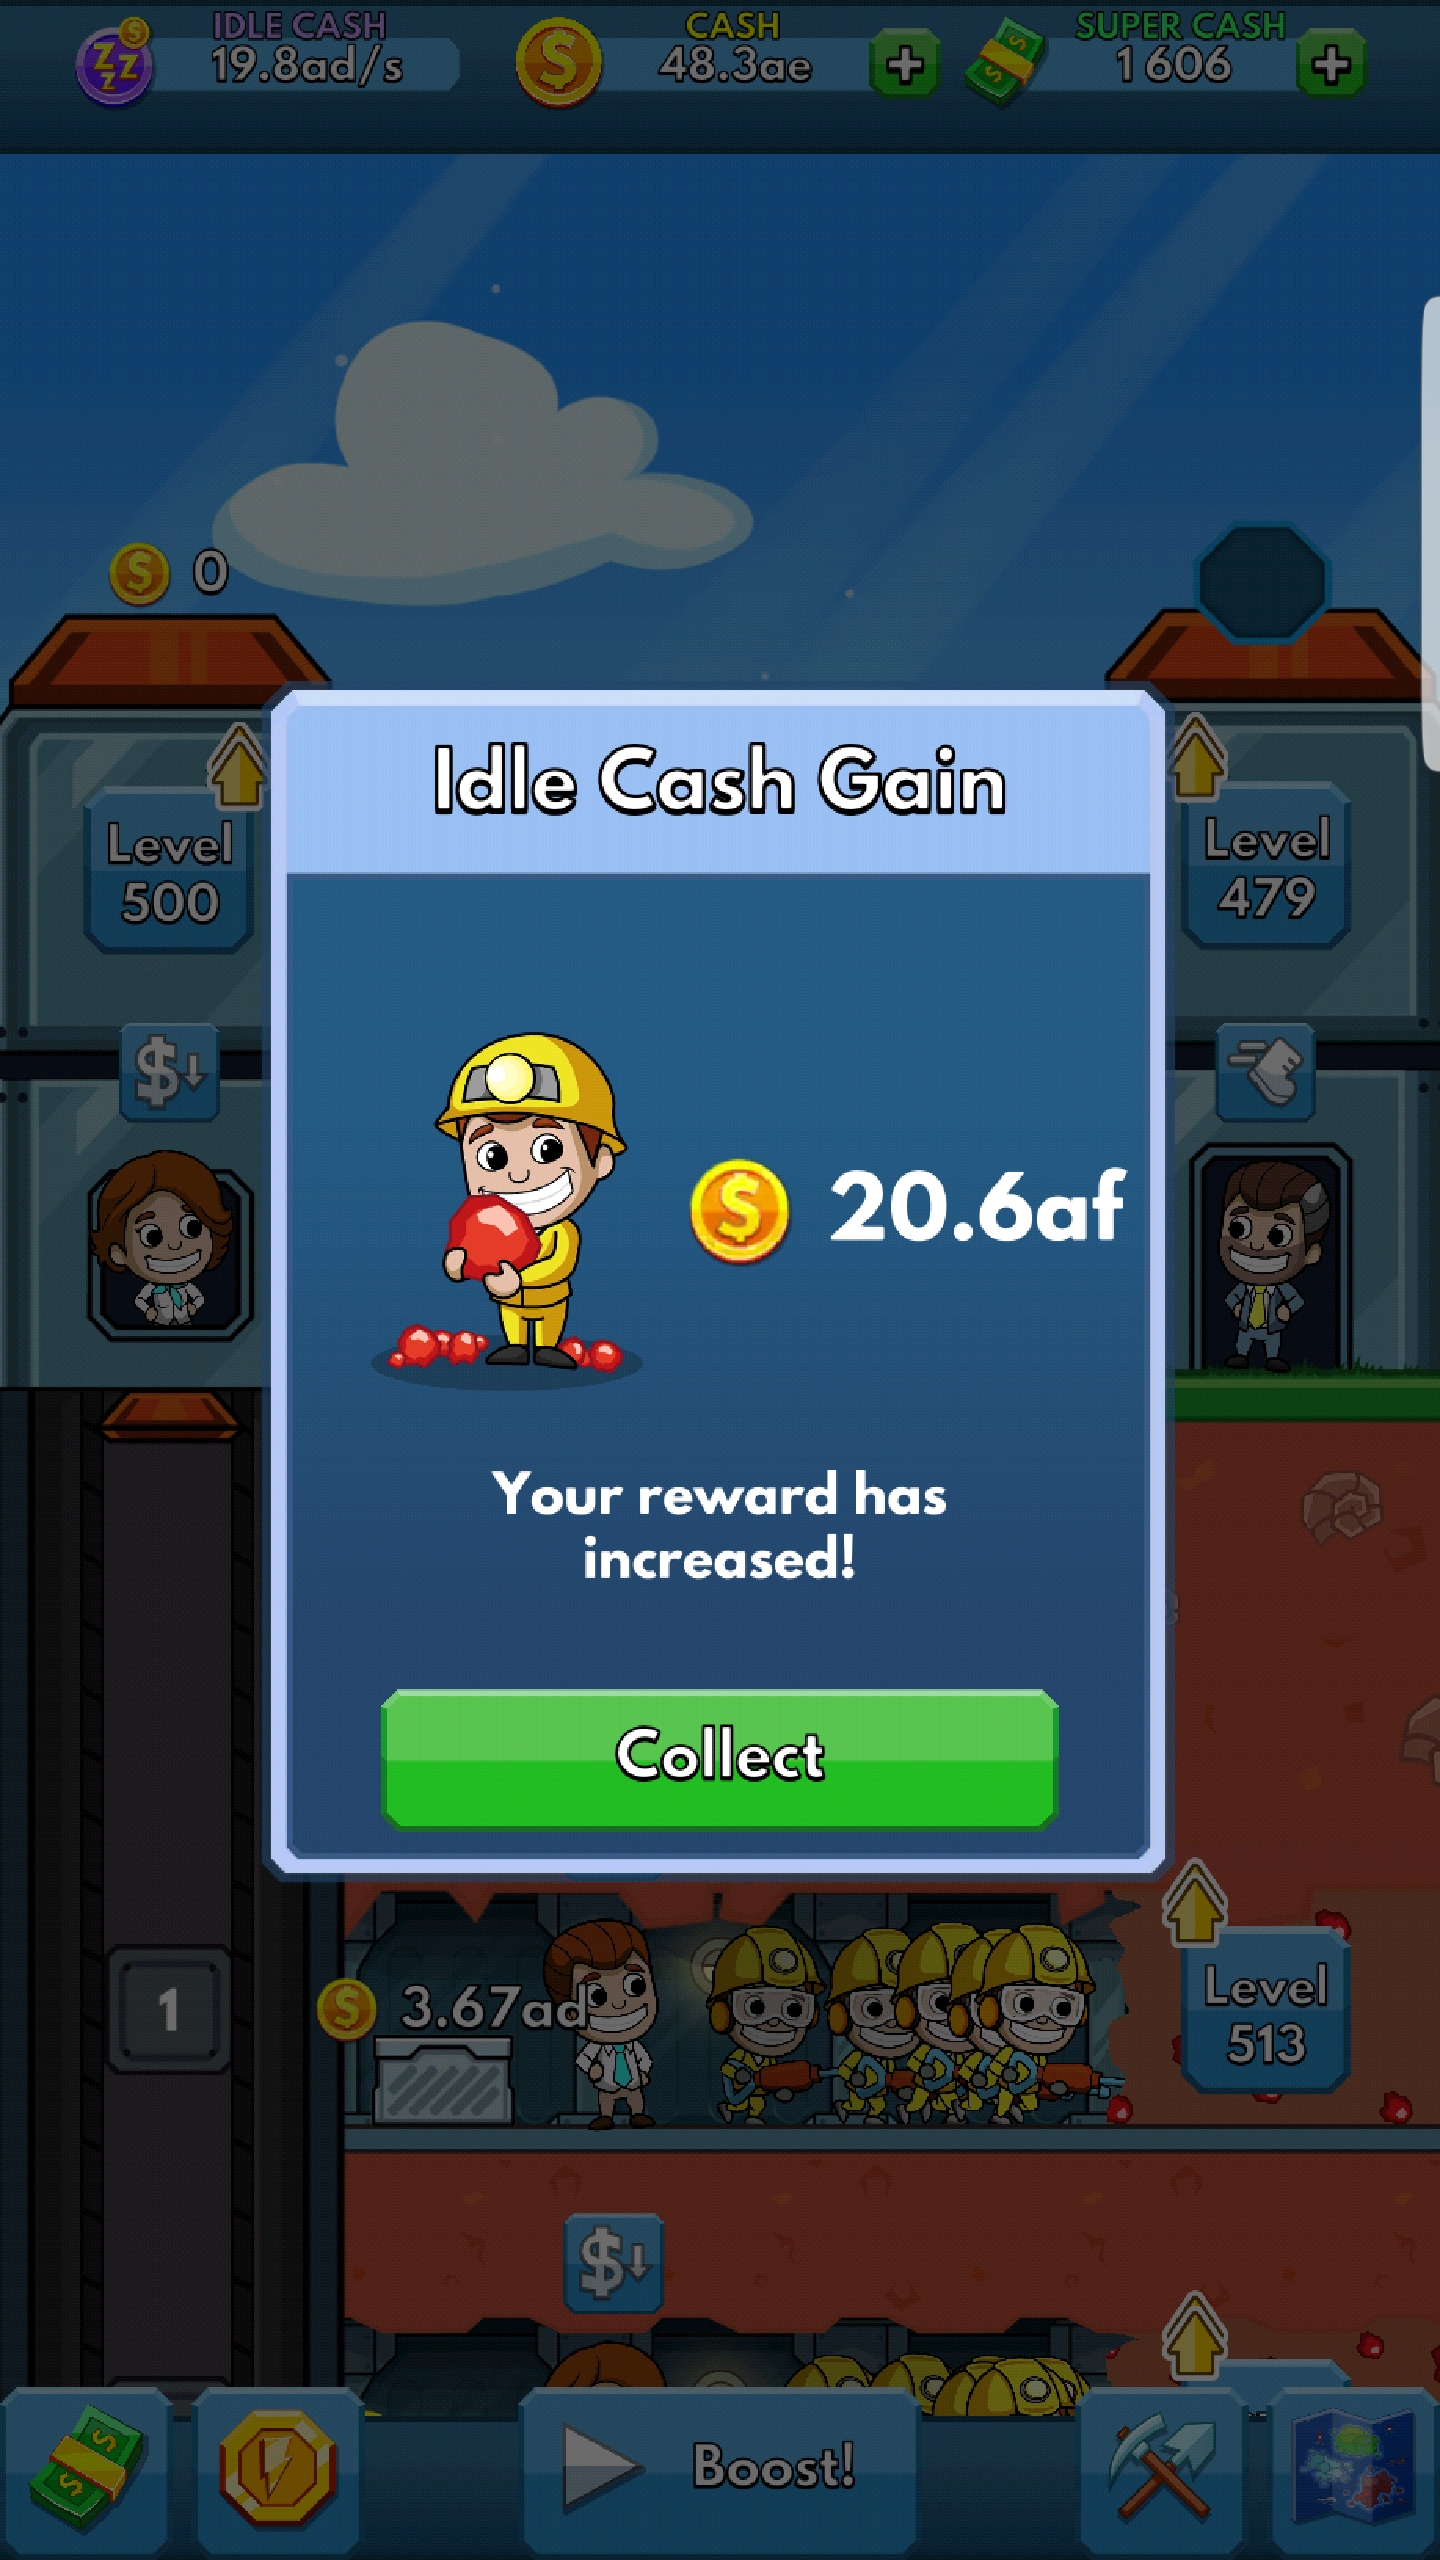 IDLE CASH
19.8ad/s
CASH
48.3ae
SUPER CASH
1606
0
Idle Cash Gain
Level
500
Level
479
20.6af
Your reward has
increased!
Collect
1
3.67ad
Level
513
Boost!